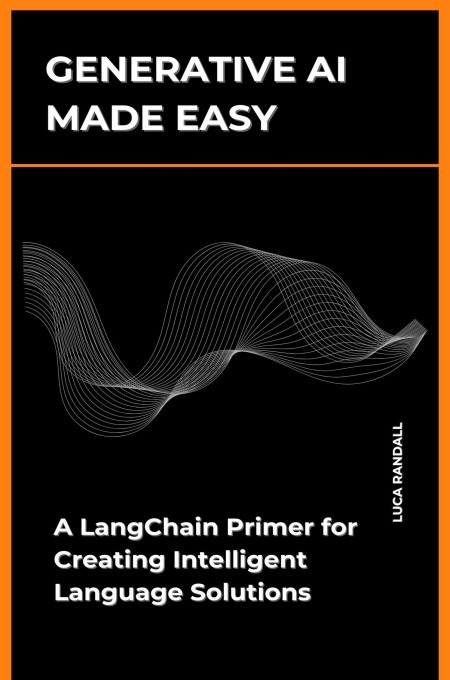 GENERATIVE AI
MADE EASY
LUCA RANDALL
A LangChain Primer for
Creating Intelligent
Language Solutions